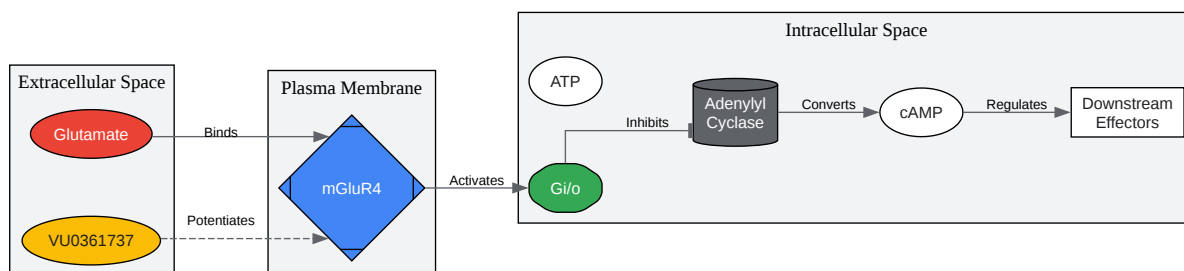 Extracellular Space
Glutamate
VU0361737
Binds
Potentiates
Plasma Membrane
mGluR4
Activates
Intracellular Space
ATP
Gi/o
Inhibits
Adenylyl
Cyclase
Converts
cAMP
Regulates
Downstream
Effectors